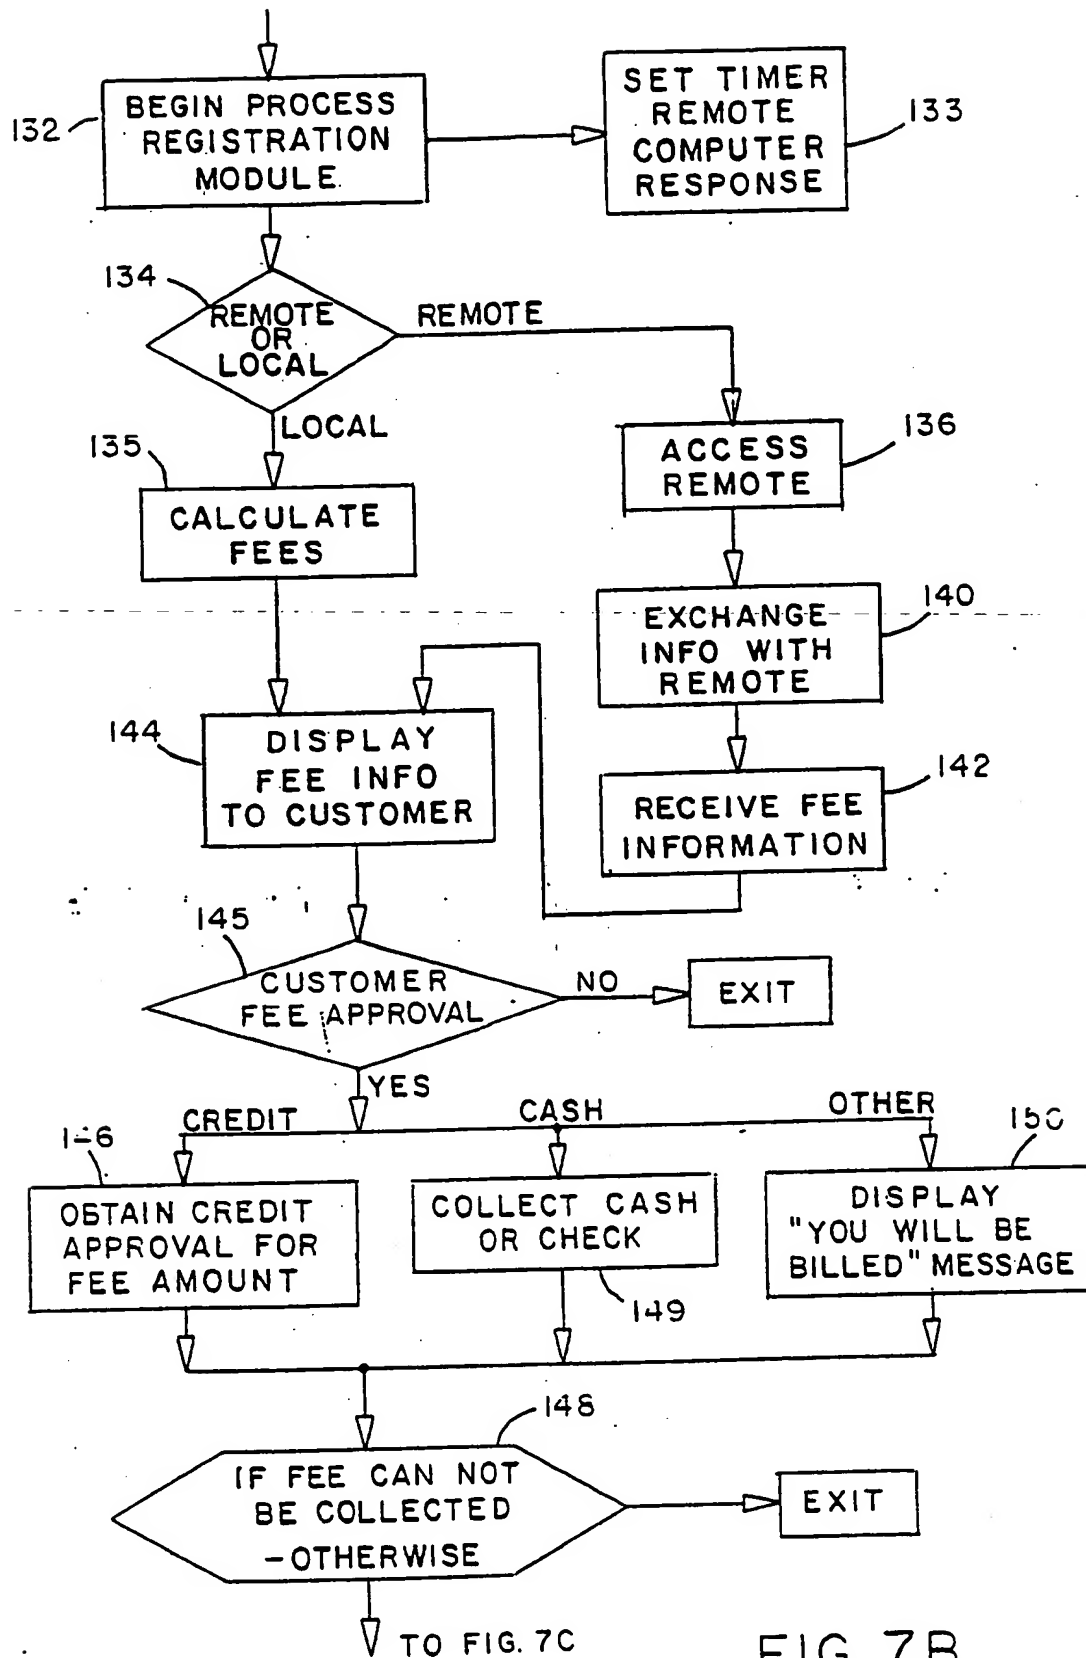 BEGIN PROCESS
REGISTRATION
MODULE
132
SET TIMER
REMOTE
COMPUTER
RESPONSE
133
134
REMOTE
OR
LOCAL
REMOTE
LOCAL
135
CALCULATE
FEES
136
ACCESS
REMOTE
140
EXCHANGE
INFO WITH
REMOTE
142
RECEIVE FEE
INFORMATION
144
DISPLAY
FEE INFO
TO CUSTOMER
145
CUSTOMER
FEE APPROVAL
NO
EXIT
YES
CREDIT
CASH
OTHER
146
OBTAIN CREDIT
APPROVAL FOR
FEE AMOUNT
COLLECT CASH
OR CHECK
149
150
DISPLAY
"YOU WILL BE
BILLED" MESSAGE
148
IF FEE CAN NOT
BE COLLECTED
-OTHERWISE
EXIT
TO FIG. 7C
FIG. 7B